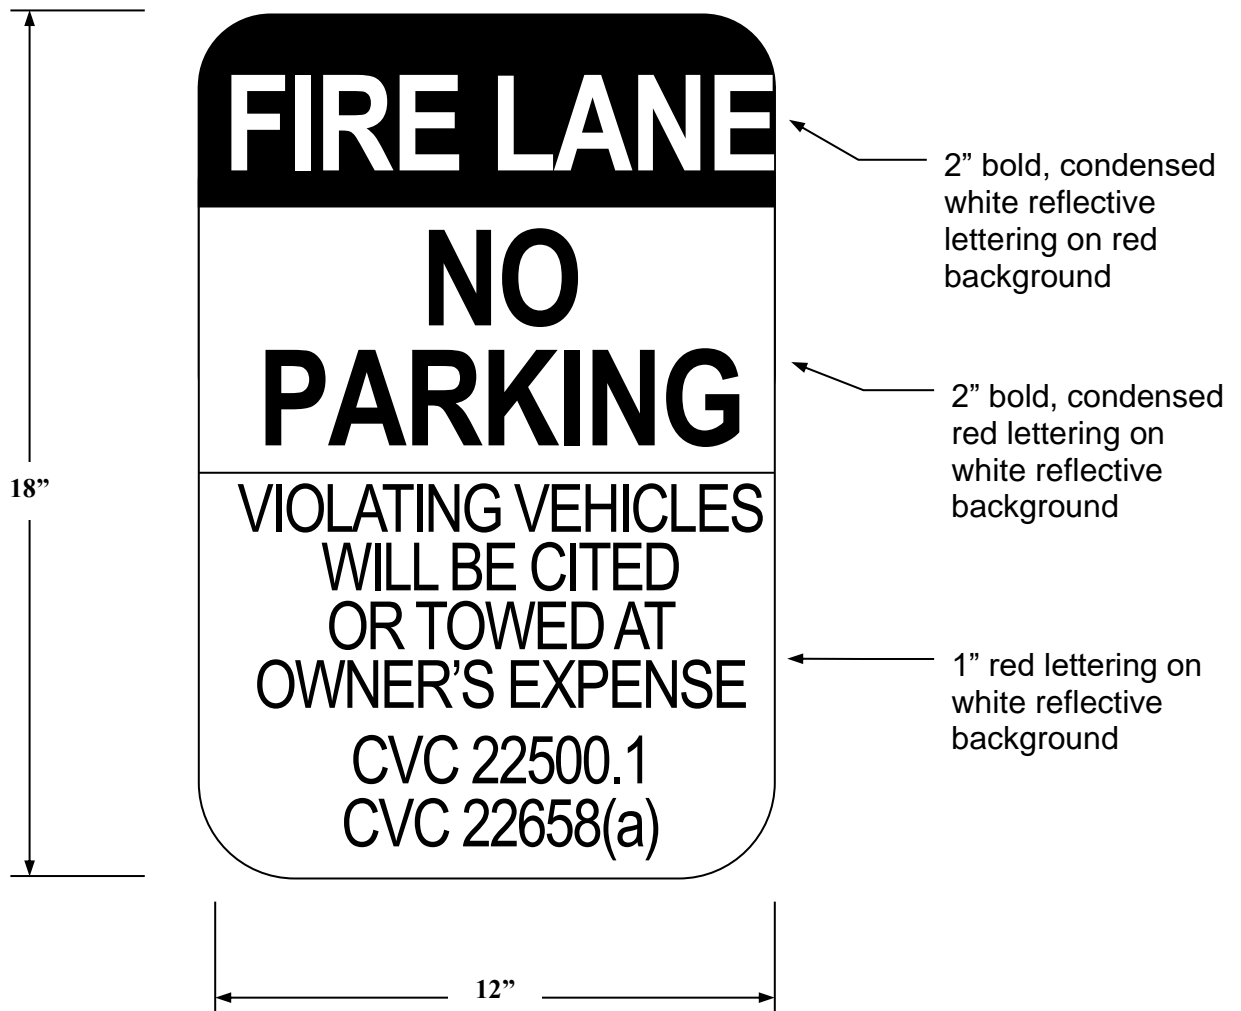 FIRE LANE
NO
PARKING
VIOLATING VEHICLES
WILL BE CITED
OR TOWED AT
OWNER’S EXPENSE
CVC 22500.1
CVC 22658(a)
2” bold, condensed
white reflective
lettering on red
background
2” bold, condensed
red lettering on
white reflective
background
1” red lettering on
white reflective
background
18”
12”